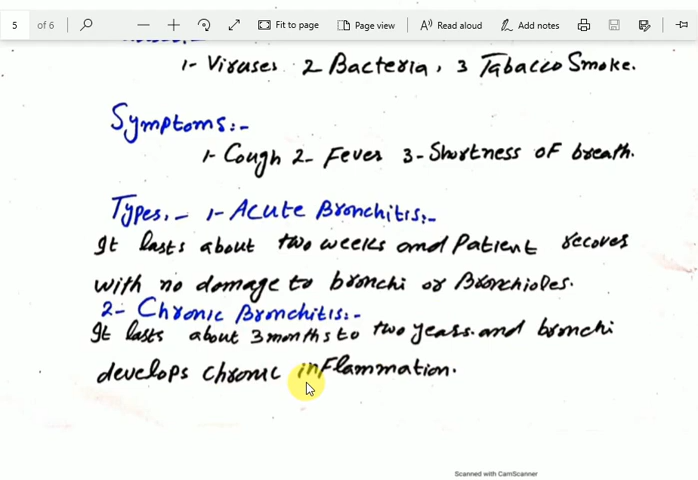 5 of 6 Fit to page Page view Read aloud Add notes
1- Viruses 2 Bacteria, 3 Tabacco Smoke.
Symptoms:-
1- Cough 2- Fever 3- Shortness of breath.
Types.- 1- Acute Bronchitis:-
It lasts about two weeks and Patient recoves
with no damage to bronchi or Bronchioles.
2- Chronic Bronchitis:-
It lasts about 3 months to two years. and bronchi
develops chronic inflammation.
Scanned with CamScanner